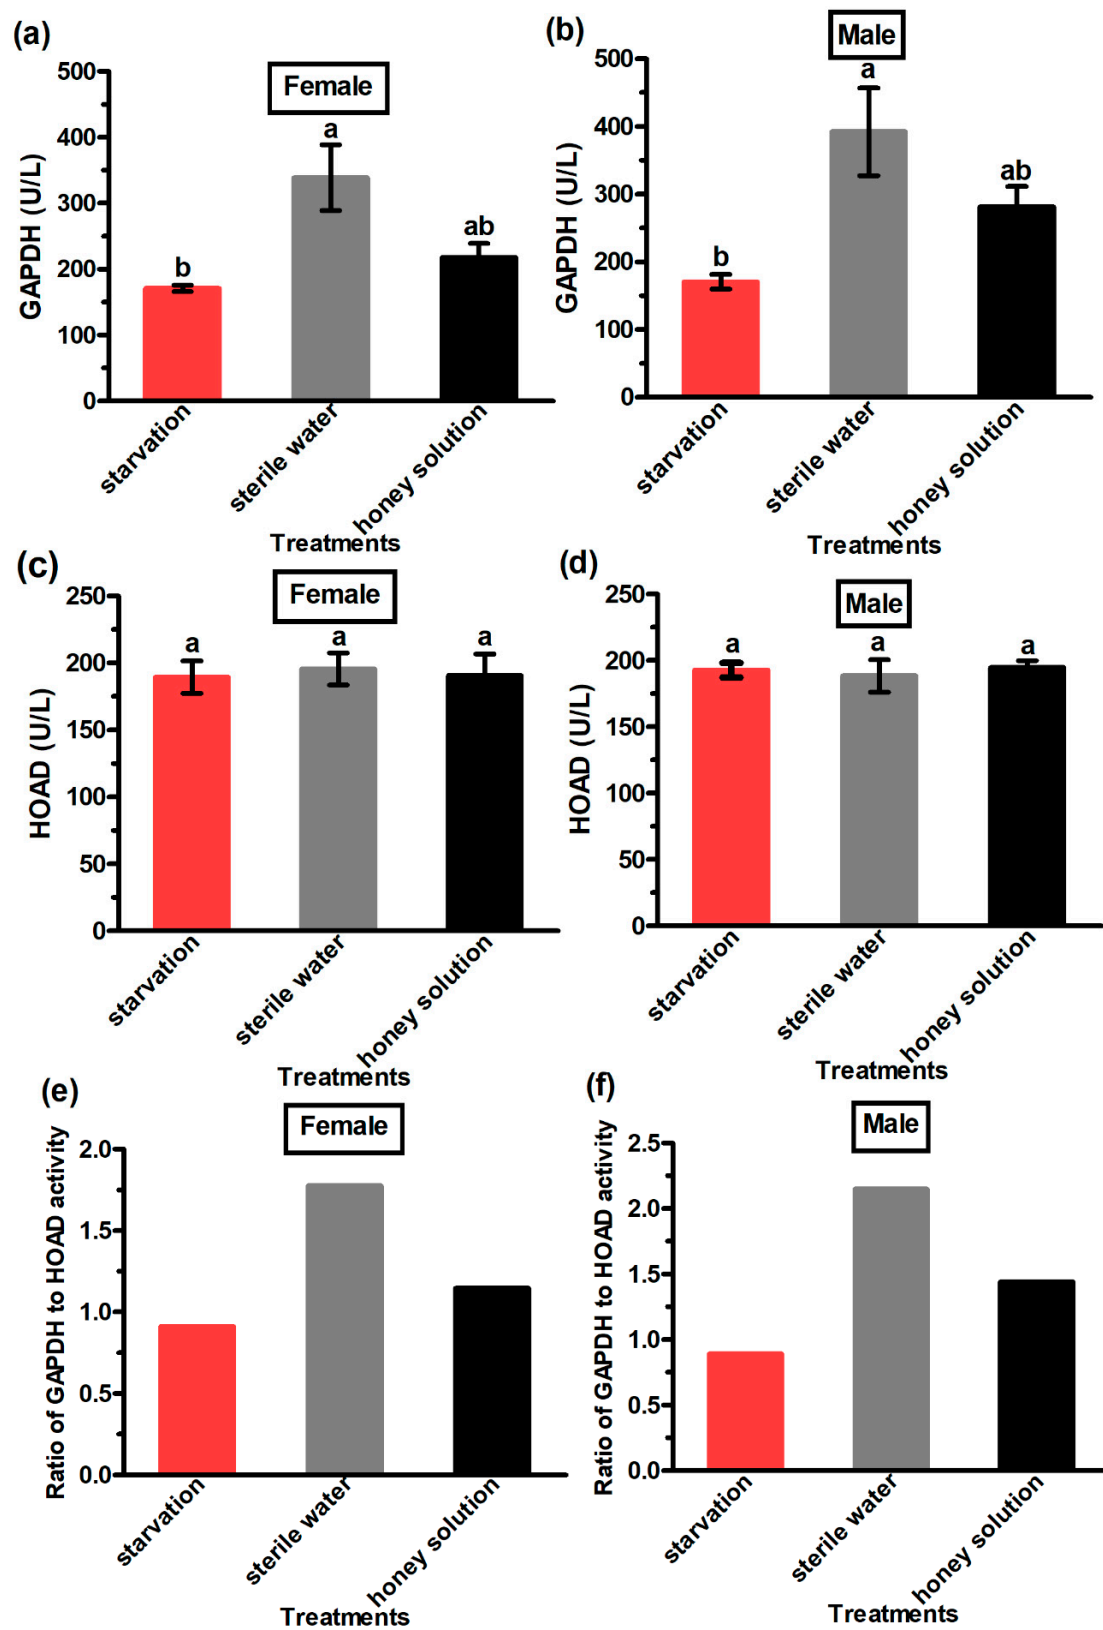 (a)
Female
GAPDH (U/L)
500
400
300
200
100
0
b
a
ab
starvation
sterile water
honey solution
Treatments
(b)
Male
GAPDH (U/L)
500
400
300
200
100
0
b
a
ab
starvation
sterile water
honey solution
Treatments
(c)
Female
HOAD (U/L)
250
200
150
100
50
0
a
a
a
starvation
sterile water
honey solution
Treatments
(d)
Male
HOAD (U/L)
250
200
150
100
50
0
a
a
a
starvation
sterile water
honey solution
Treatments
(e)
Female
Ratio of GAPDH to HOAD activity
2.0
1.5
1.0
0.5
0.0
starvation
sterile water
honey solution
Treatments
(f)
Male
Ratio of GAPDH to HOAD activity
2.5
2.0
1.5
1.0
0.5
0.0
starvation
sterile water
honey solution
Treatments